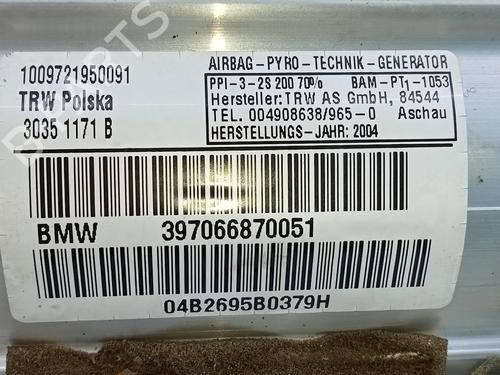 1009721950091
TRW Polska
3035 1171 B
AIRBAG-PYRO-TECHNIK-GENERATOR
PPI-3-2S 200 70% BAM-PT1-1053
Hersteller: TRW AS GmbH, 84544
TEL. 004908638/965-0 Aschau
HERSTELLUNGS-JAHR: 2004
BMW 397066870051
04B2695B0379H